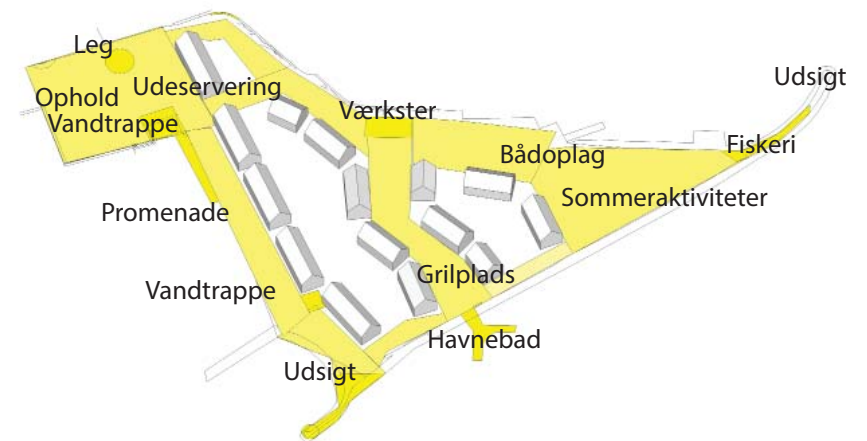 Leg
Udsigt
Udeservering
Ophold
Værkster
Vandtrappe
Fiskeri
Bådoplag
Sommeraktiviteter
Promenade
Grilplads
Vandtrappe
Havnebad
Udsigt